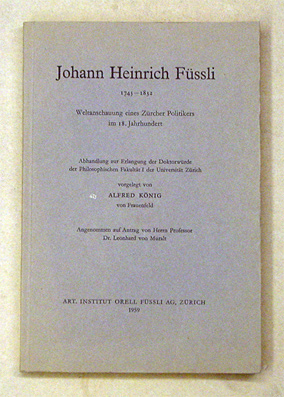 Johann Heinrich Füssli
1745–1832
Weltanschauung eines Zürcher Politikers
im 18. Jahrhundert
Abhandlung zur Erlangung der Doktorwürde
der Philosophischen Fakultät I der Universität Zürich
vorgelegt von
ALFRED KÖNIG
von Frauenfeld
Angenommen auf Antrag von Herrn Professor
Dr. Leonhard von Muralt
ART. INSTITUT ORELL FÜSSLI AG, ZÜRICH
1959